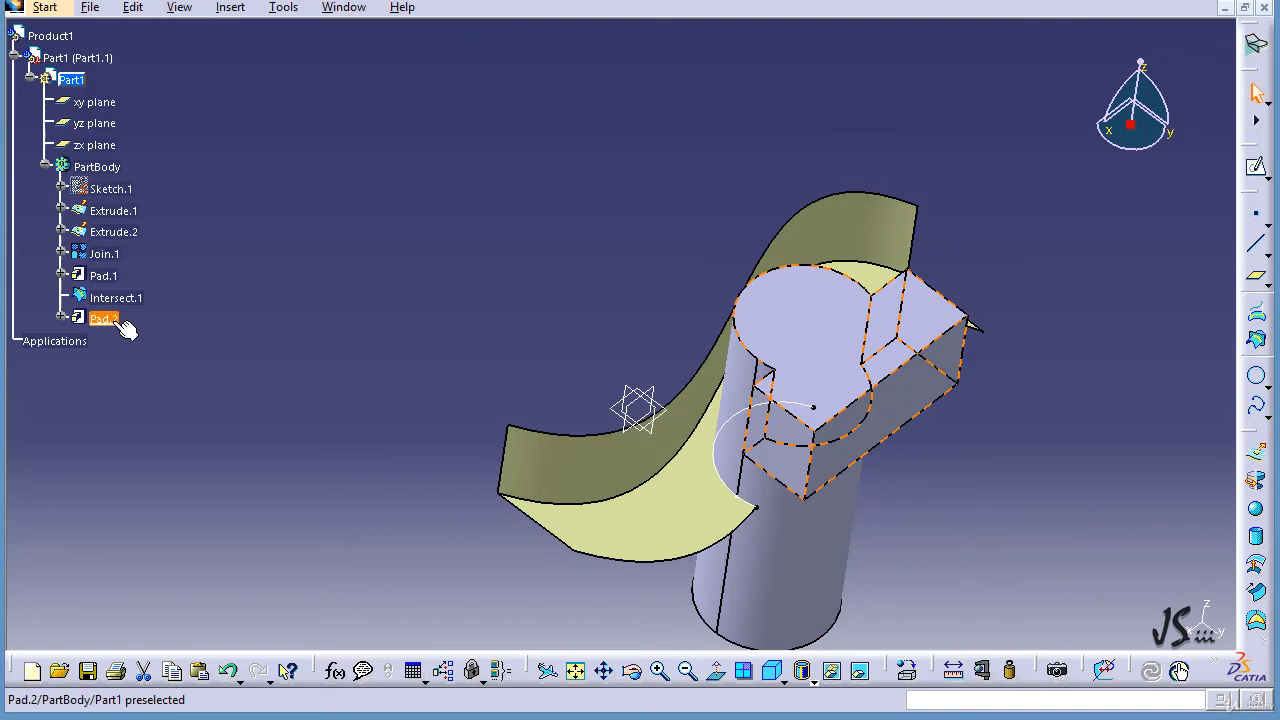 Start File Edit View Insert Tools Window Help
Product1
Part1 (Part1.1)
Part1
xy plane
yz plane
zx plane
PartBody
Sketch.1
Extrude.1
Extrude.2
Join.1
Pad.1
Intersect.1
Pad.2
Applications
z
x
y
z
x y
JS
f(x)
CATIA
Pad.2/PartBody/Part1 preselected